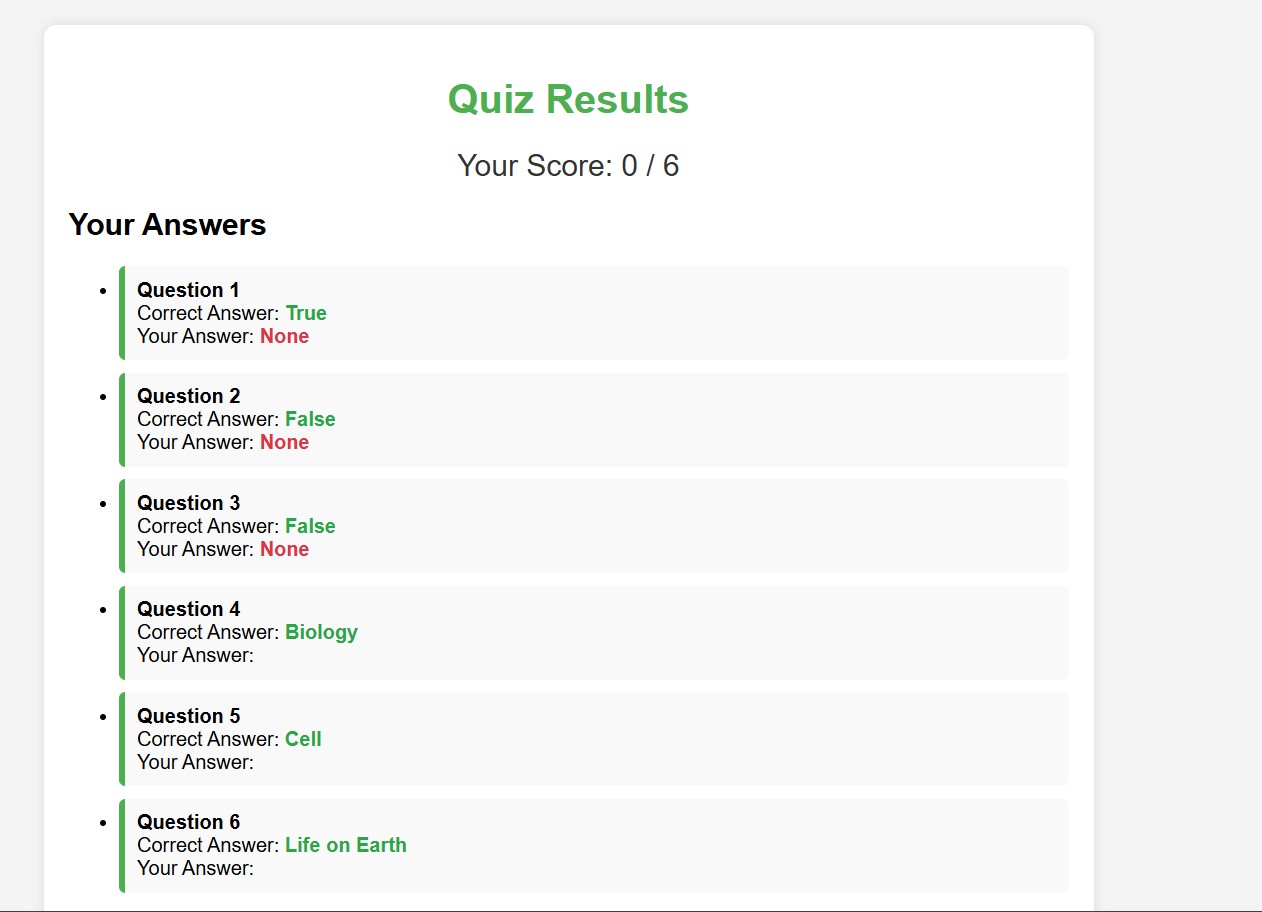 Quiz Results
Your Score: 0 / 6
Your Answers
Question 1
Correct Answer: True
Your Answer: None
Question 2
Correct Answer: False
Your Answer: None
Question 3
Correct Answer: False
Your Answer: None
Question 4
Correct Answer: Biology
Your Answer:
Question 5
Correct Answer: Cell
Your Answer:
Question 6
Correct Answer: Life on Earth
Your Answer: